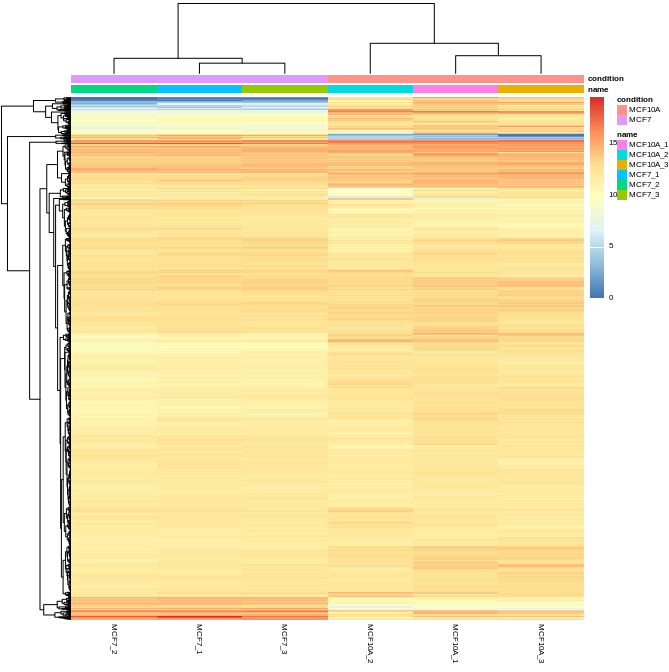 condition
name
condition
MCF10A
MCF7
name
MCF10A_1
MCF10A_2
MCF10A_3
MCF7_1
MCF7_2
MCF7_3
15
10
5
0
MCF7_2
MCF7_1
MCF7_3
MCF10A_2
MCF10A_1
MCF10A_3